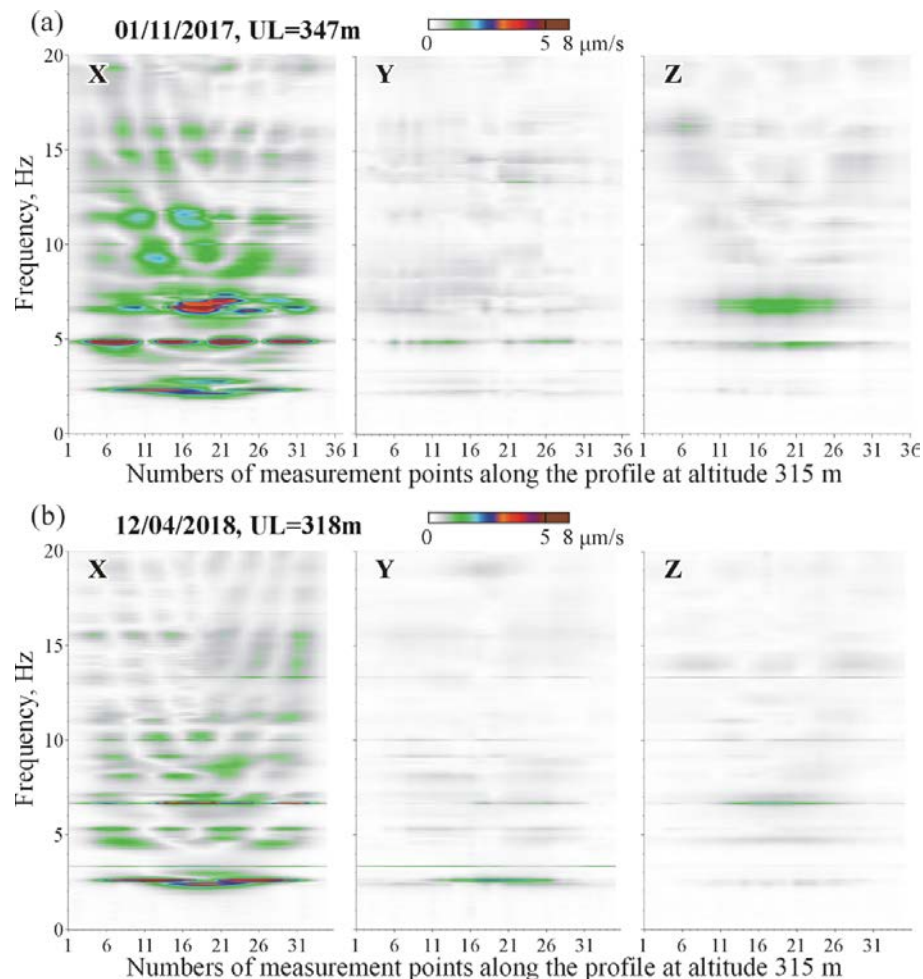 (a)
01/11/2017, UL=347m
0 5 8 μm/s
X Y Z
Frequency, Hz
20
15
10
5
0
1 6 11 16 21 26 31 36 1 6 11 16 21 26 31 36 1 6 11 16 21 26 31 36
Numbers of measurement points along the profile at altitude 315 m
(b)
12/04/2018, UL=318m
0 5 8 μm/s
X Y Z
Frequency, Hz
20
15
10
5
0
1 6 11 16 21 26 31 1 6 11 16 21 26 31 1 6 11 16 21 26 31
Numbers of measurement points along the profile at altitude 315 m